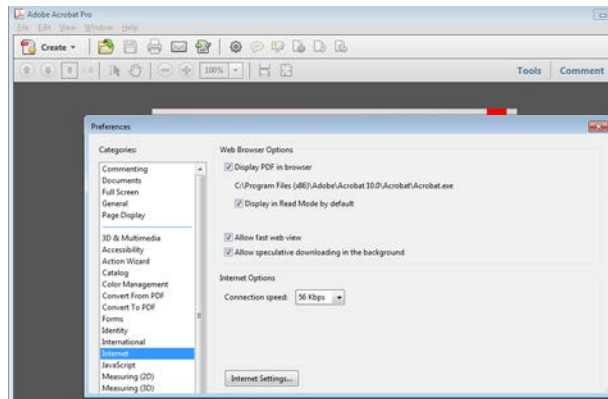 Adobe Acrobat Pro
File Edit View Window Help
Create
0 / 0 100% Tools Comment
Preferences
Categories:
Commenting
Documents
Full Screen
General
Page Display
3D & Multimedia
Accessibility
Action Wizard
Catalog
Color Management
Convert From PDF
Convert To PDF
Forms
Identity
International
Internet
JavaScript
Measuring (2D)
Measuring (3D)
Web Browser Options
Display PDF in browser
C:\Program Files (x86)\Adobe\Acrobat 10.0\Acrobat\Acrobat.exe
Display in Read Mode by default
Allow fast web view
Allow speculative downloading in the background
Internet Options
Connection speed: 56 Kbps
Internet Settings...